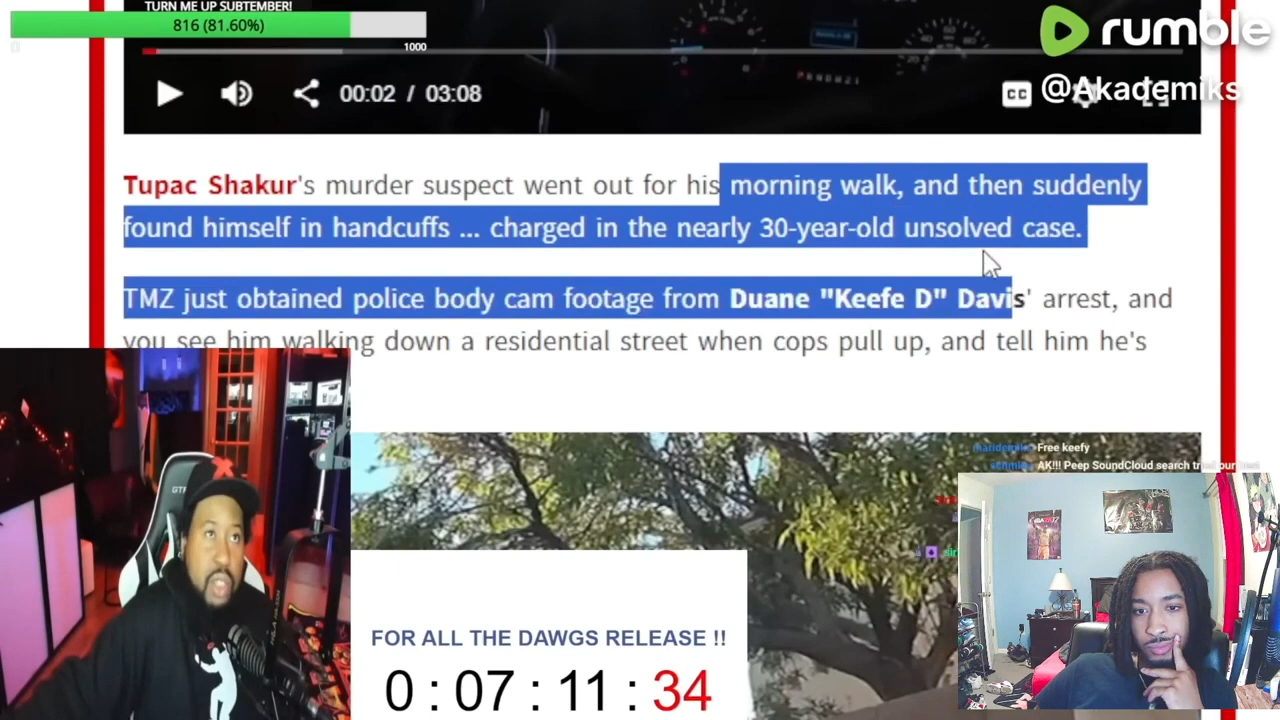 TURN ME UP SUBTEMBER!
816 (81.60%)
0
1000
rumble
@Akademiks
00:02 / 03:08
CC
Tupac Shakur's murder suspect went out for his morning walk, and then suddenly
found himself in handcuffs ... charged in the nearly 30-year-old unsolved case.
TMZ just obtained police body cam footage from Duane "Keefe D" Davis' arrest, and
you see him walking down a residential street when cops pull up, and tell him he's
Free keefy
AK!!! Peep SoundCloud search
FOR ALL THE DAWGS RELEASE !!
0 : 07 : 11 : 34